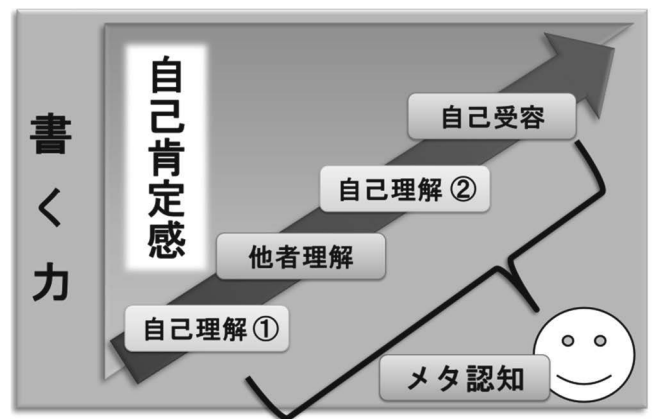 書く力
自己肯定感
自己受容
自己理解②
他者理解
自己理解①
メタ認知